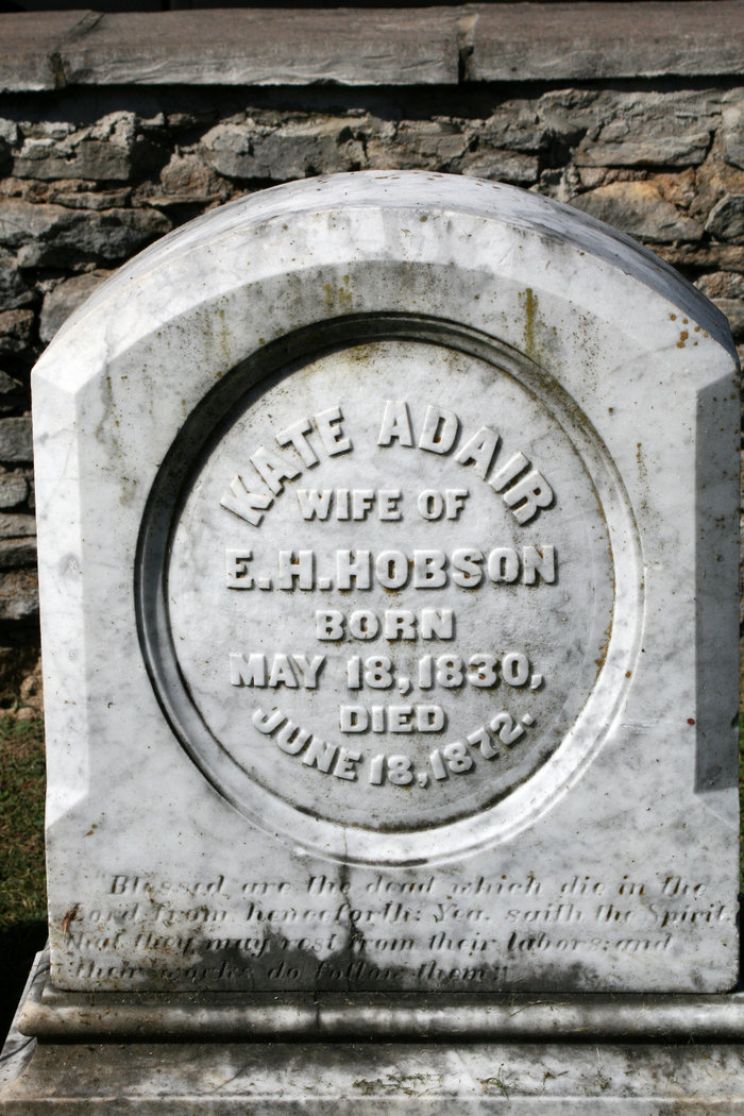 KATE ADAIR
WIFE OF
E.H.HOBSON
BORN
MAY 18,1830,
DIED
JUNE 18,1872.
"Blessed are the dead which die in the
Lord from henceforth: Yea, saith the Spirit,
that they may rest from their labors: and
their works do follow them"